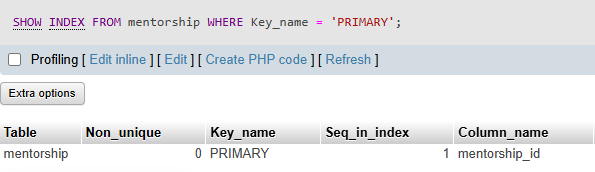 SHOW INDEX FROM mentorship WHERE Key_name = 'PRIMARY';
Profiling [ Edit inline ] [ Edit ] [ Create PHP code ] [ Refresh ]
Extra options
Table Non_unique Key_name Seq_in_index Column_name
mentorship 0 PRIMARY 1 mentorship_id